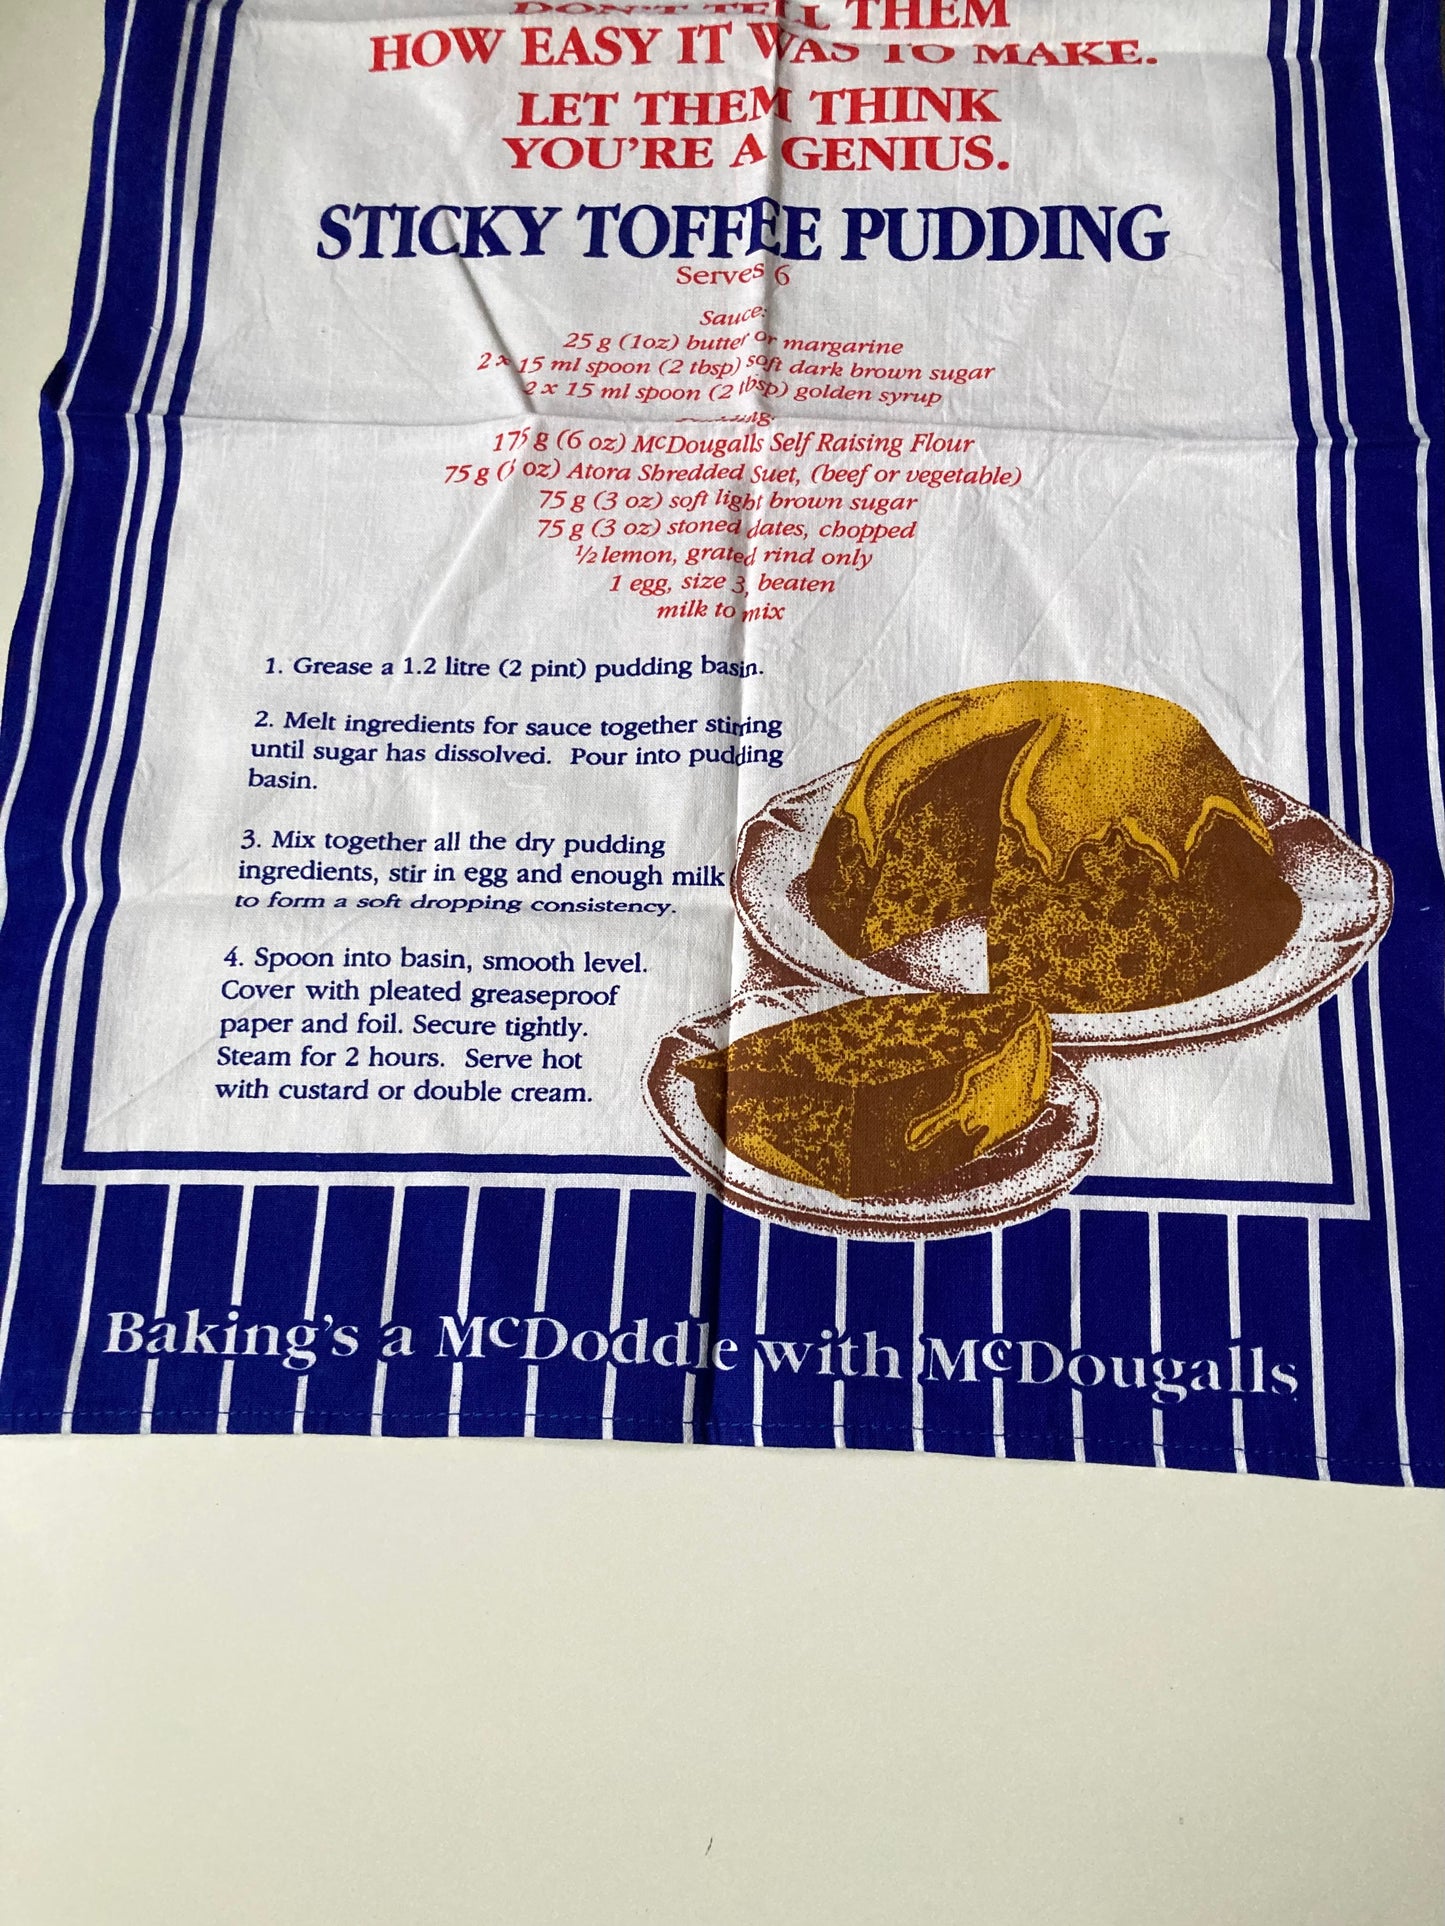 DON'T TELL THEM
HOW EASY IT WAS TO MAKE.
LET THEM THINK
YOU'RE A GENIUS.
STICKY TOFFEE PUDDING
Serves 6
Sauce:
25 g (1oz) butter or margarine
2 x 15 ml spoon (2 tbsp) soft dark brown sugar
2 x 15 ml spoon (2 tbsp) golden syrup
175 g (6 oz) McDougalls Self Raising Flour
75 g (3 oz) Atora Shredded Suet, (beef or vegetable)
75 g (3 oz) soft light brown sugar
75 g (3 oz) stoned dates, chopped
½ lemon, grated rind only
1 egg, size 3, beaten
milk to mix
1. Grease a 1.2 litre (2 pint) pudding basin.
2. Melt ingredients for sauce together stirring
until sugar has dissolved. Pour into pudding
basin.
3. Mix together all the dry pudding
ingredients, stir in egg and enough milk
to form a soft dropping consistency.
4. Spoon into basin, smooth level.
Cover with pleated greaseproof
paper and foil. Secure tightly.
Steam for 2 hours. Serve hot
with custard or double cream.
Baking's a McDoddle with McDougalls